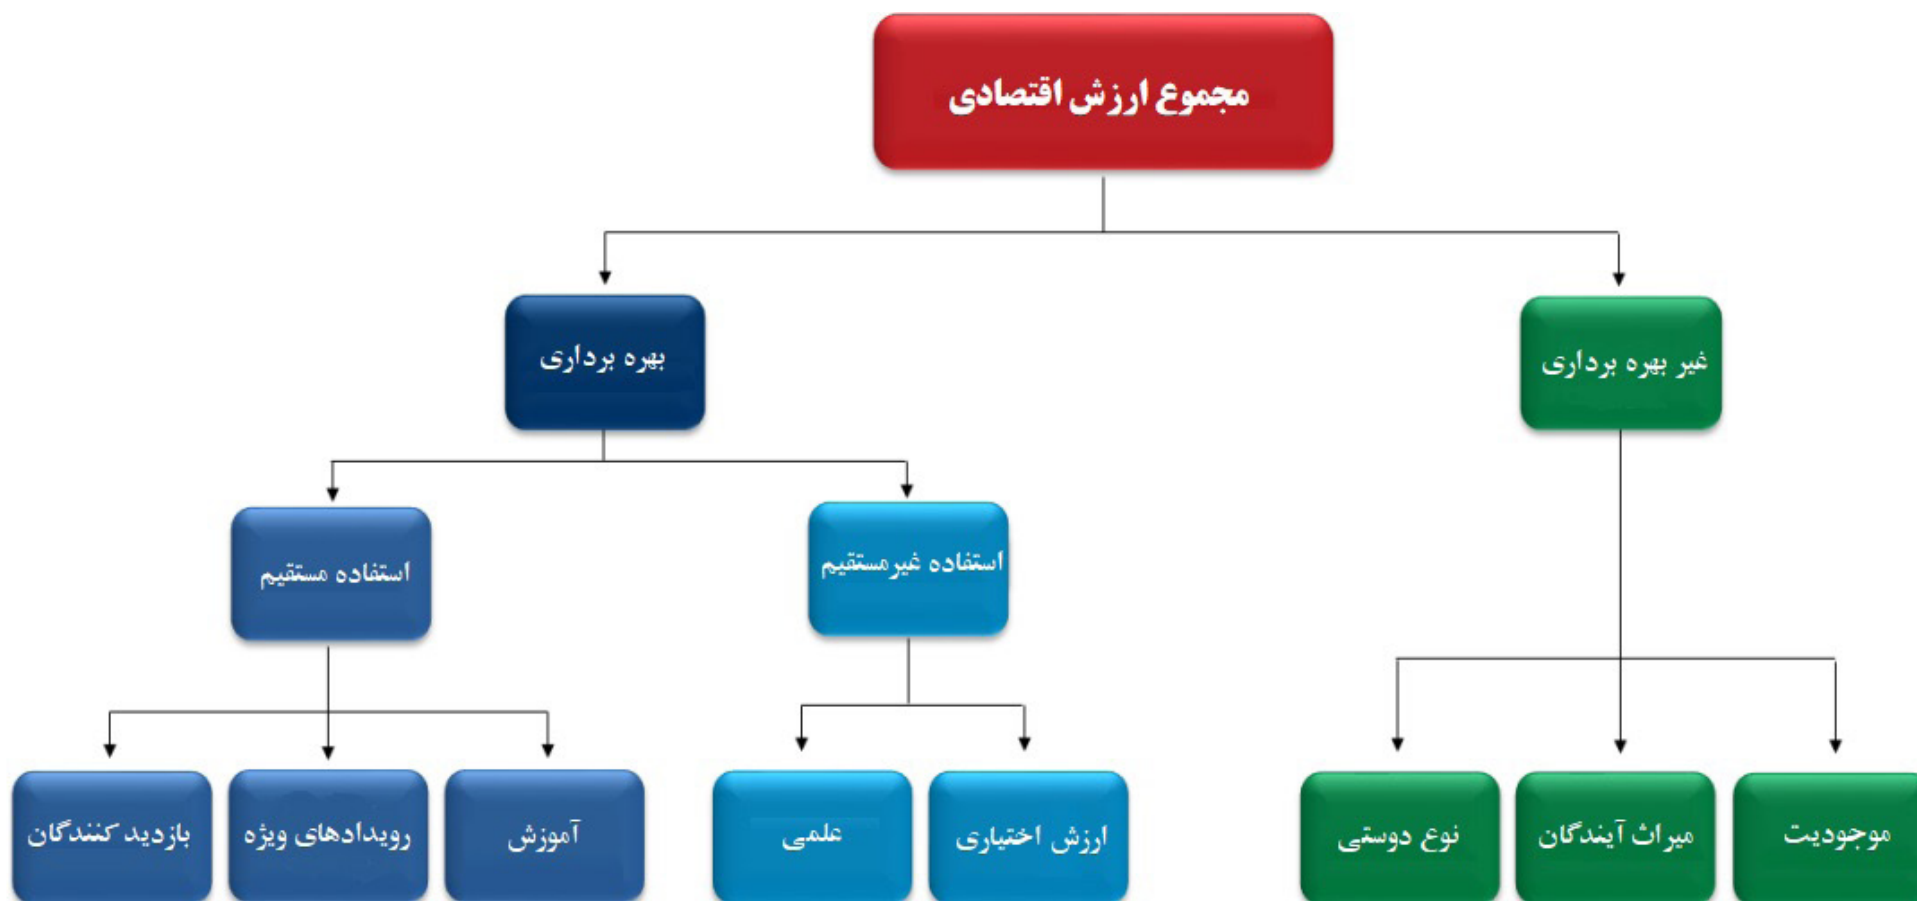 مجموع ارزش اقتصادی
غیر بهره برداری
بهره برداری
استفاده غیرمستقیم
استفاده مستقیم
موجودیت
میراث آیندگان
نوع دوستی
ارزش اختیاری
علمی
آموزش
رویدادهای ویژه
بازدید کنندگان